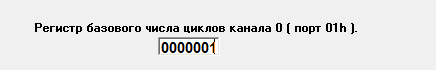 Регистр базового числа циклов канала 0 ( порт 01h ).
0000001